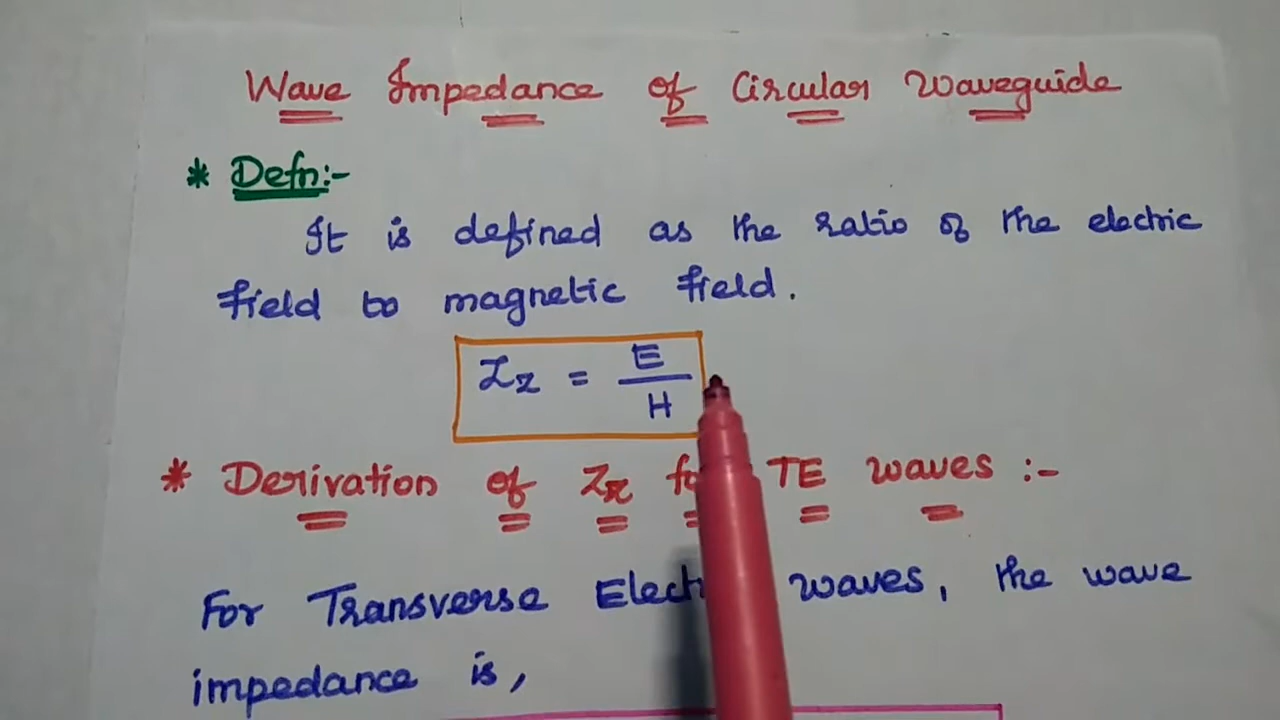 Wave Impedance of Circular Waveguide
* Defn:-
It is defined as the ratio of the electric
field to magnetic field.
Zz = E/H
* Derivation of Zz TE waves :-
For Transverse waves, the wave
impedance is,